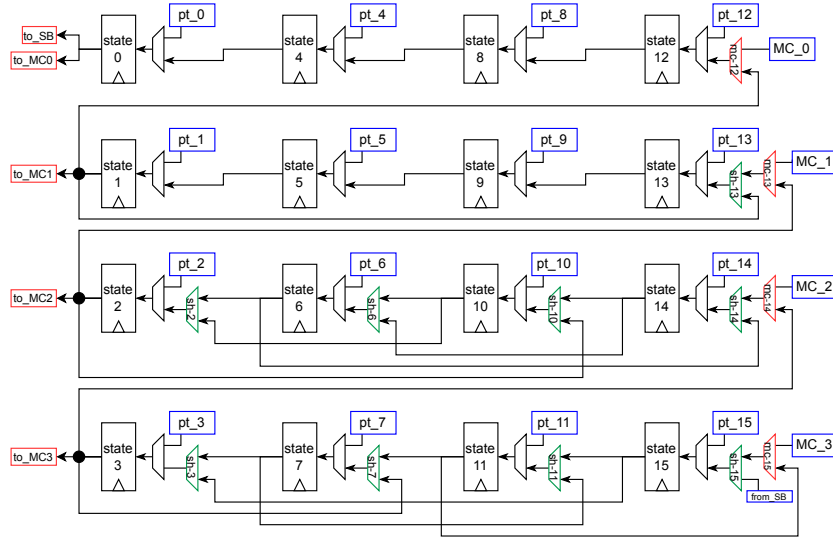 pt_0
pt_4
pt_8
pt_12
to_SB
to_MC0
state
0
state
4
state
8
state
12
mc-12
MC_0
pt_1
pt_5
pt_9
pt_13
to_MC1
state
1
state
5
state
9
state
13
sh-13
mc-13
MC_1
pt_2
pt_6
pt_10
pt_14
to_MC2
state
2
sh-2
state
6
sh-6
state
10
sh-10
state
14
sh-14
mc-14
MC_2
pt_3
pt_7
pt_11
pt_15
to_MC3
state
3
sh-3
state
7
sh-7
state
11
sh-11
state
15
sh-15
mc-15
MC_3
from_SB